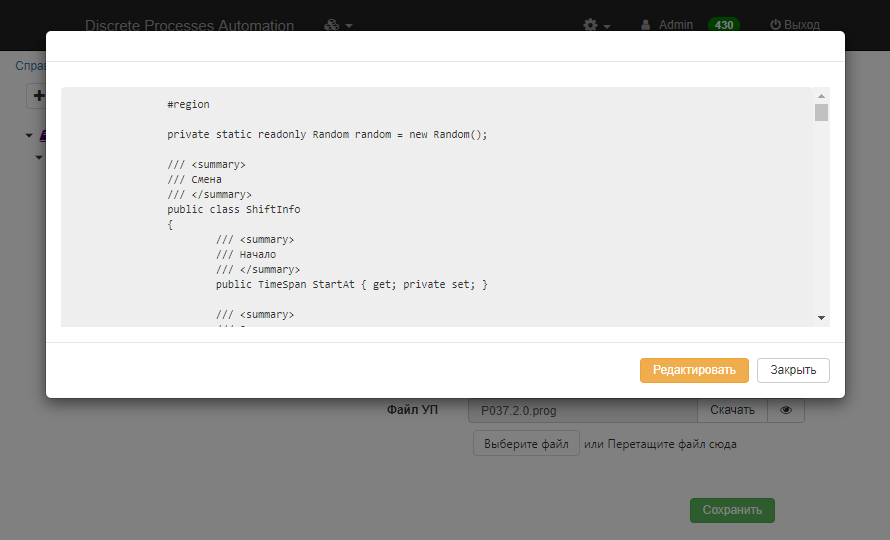 Discrete Processes Automation
Admin 430 Выход
Спра
#region
private static readonly Random random = new Random();
/// <summary>
/// Смена
/// </summary>
public class ShiftInfo
{
/// <summary>
/// Начало
/// </summary>
public TimeSpan StartAt { get; private set; }
/// <summary>
Редактировать Закрыть
Файл УП P037.2.0.prog Скачать
Выберите файл или Перетащите файл сюда
Сохранить